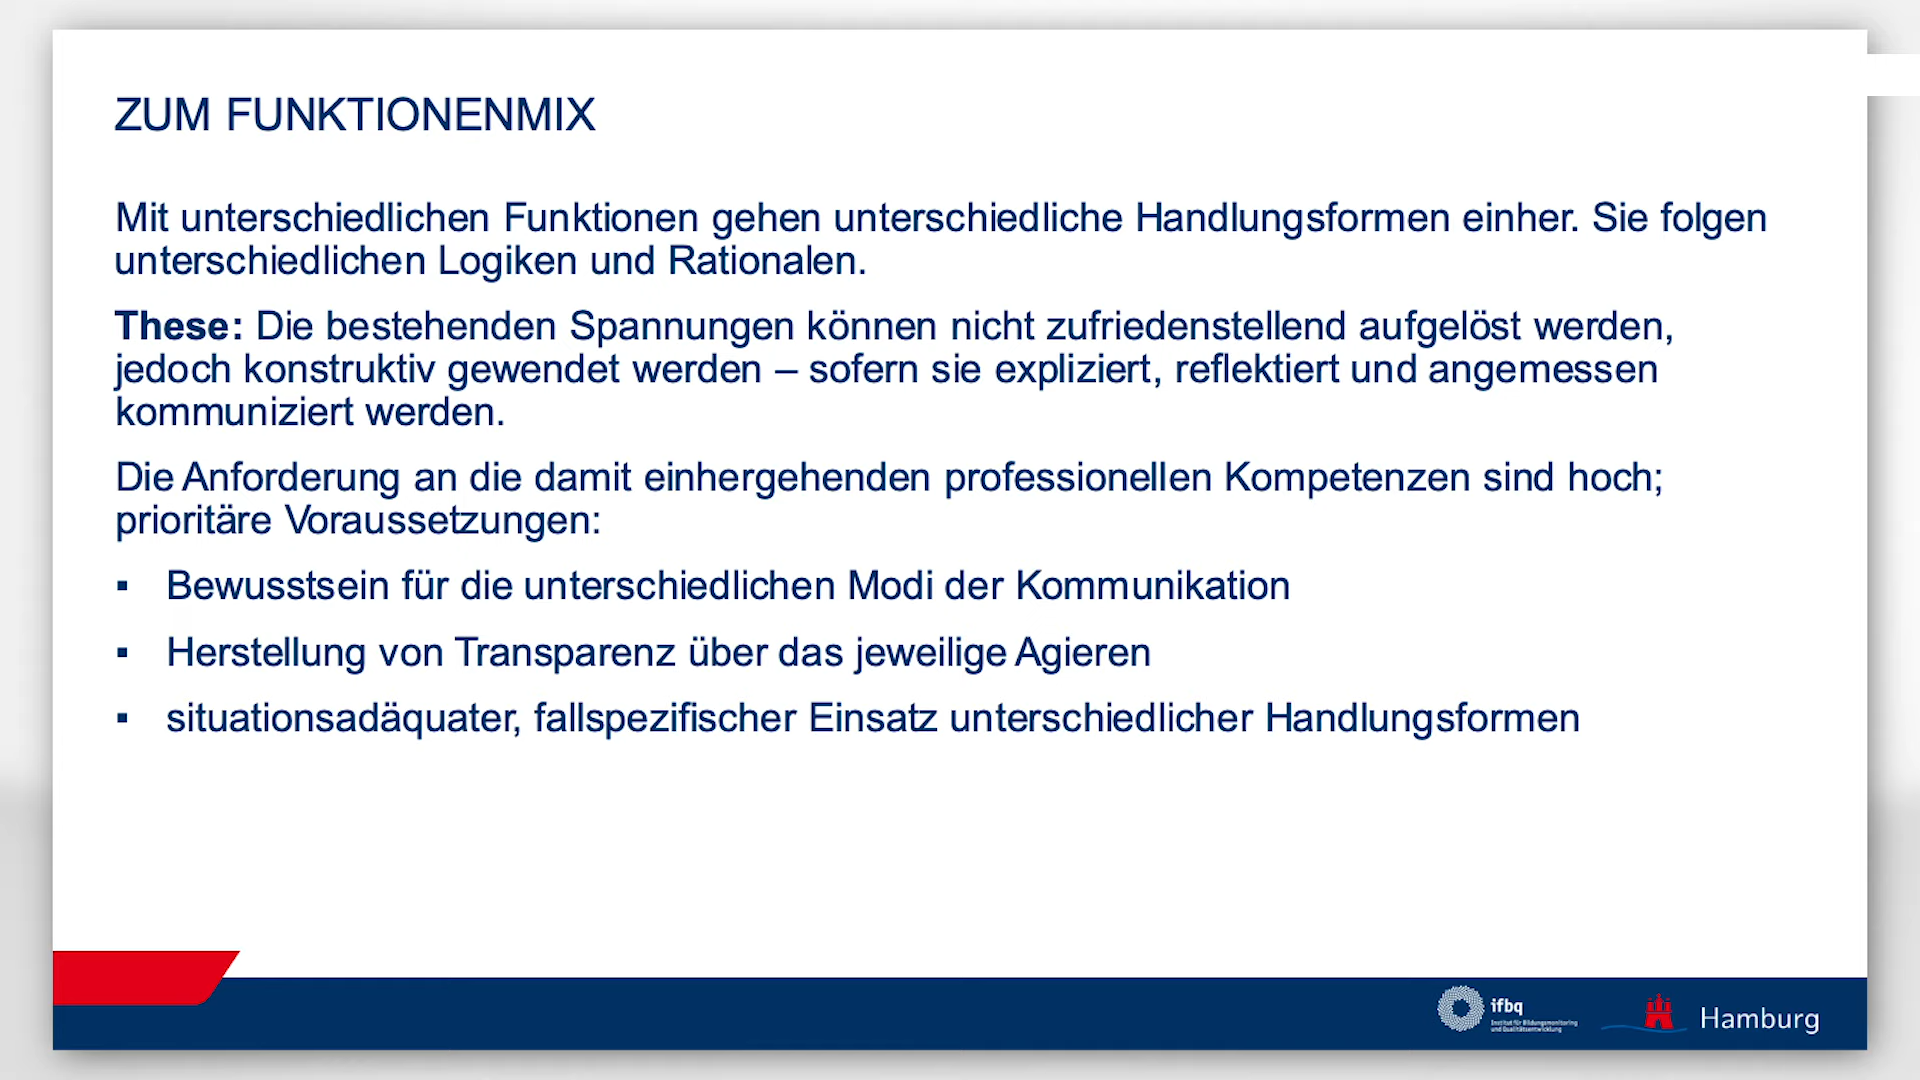 ZUM FUNKTIONENMIX
Mit unterschiedlichen Funktionen gehen unterschiedliche Handlungsformen einher. Sie folgen
unterschiedlichen Logiken und Rationalen.
These: Die bestehenden Spannungen können nicht zufriedenstellend aufgelöst werden,
jedoch konstruktiv gewendet werden – sofern sie expliziert, reflektiert und angemessen
kommuniziert werden.
Die Anforderung an die damit einhergehenden professionellen Kompetenzen sind hoch;
prioritäre Voraussetzungen:
▪ Bewusstsein für die unterschiedlichen Modi der Kommunikation
▪ Herstellung von Transparenz über das jeweilige Agieren
▪ situationsadäquater, fallspezifischer Einsatz unterschiedlicher Handlungsformen
ifbq
Institut für Bildungsmonitoring
und Qualitätsentwicklung
Hamburg